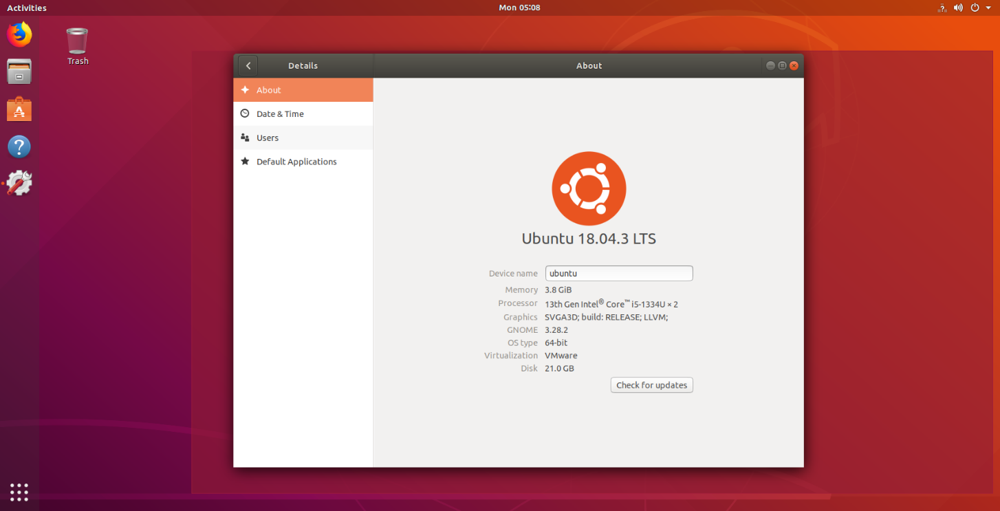 Activities
Mon 05:08
Trash
Details
About
About
Date & Time
Users
Default Applications
Ubuntu 18.04.3 LTS
Device name ubuntu
Memory 3.8 GiB
Processor 13th Gen Intel® Core™ i5-1334U × 2
Graphics SVGA3D; build: RELEASE; LLVM;
GNOME 3.28.2
OS type 64-bit
Virtualization VMware
Disk 21.0 GB
Check for updates